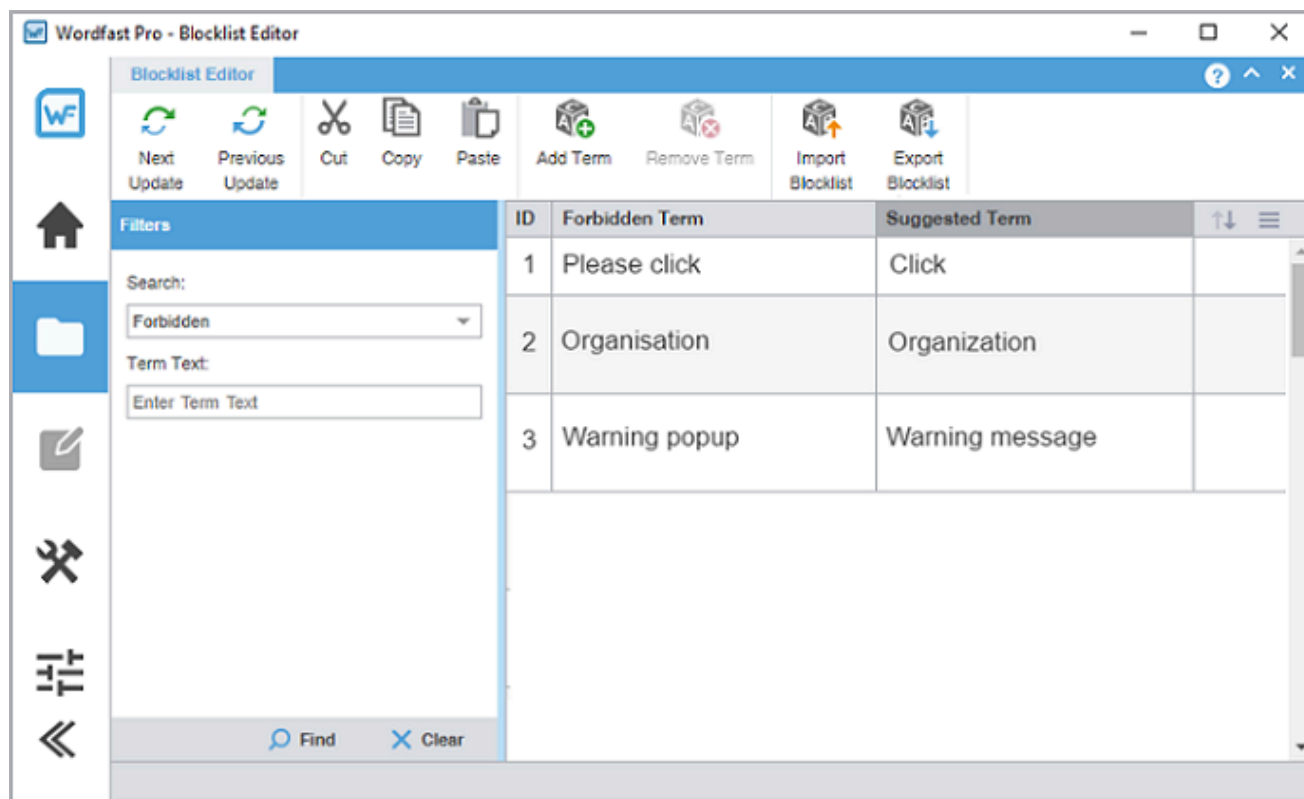 Wordfast Pro - Blocklist Editor
Blocklist Editor
Next Update
Previous Update
Cut
Copy
Paste
Add Term
Remove Term
Import Blocklist
Export Blocklist
Filters
Search:
Forbidden
Term Text:
Enter Term Text
Find
Clear
ID Forbidden Term Suggested Term
1 Please click Click
2 Organisation Organization
3 Warning popup Warning message